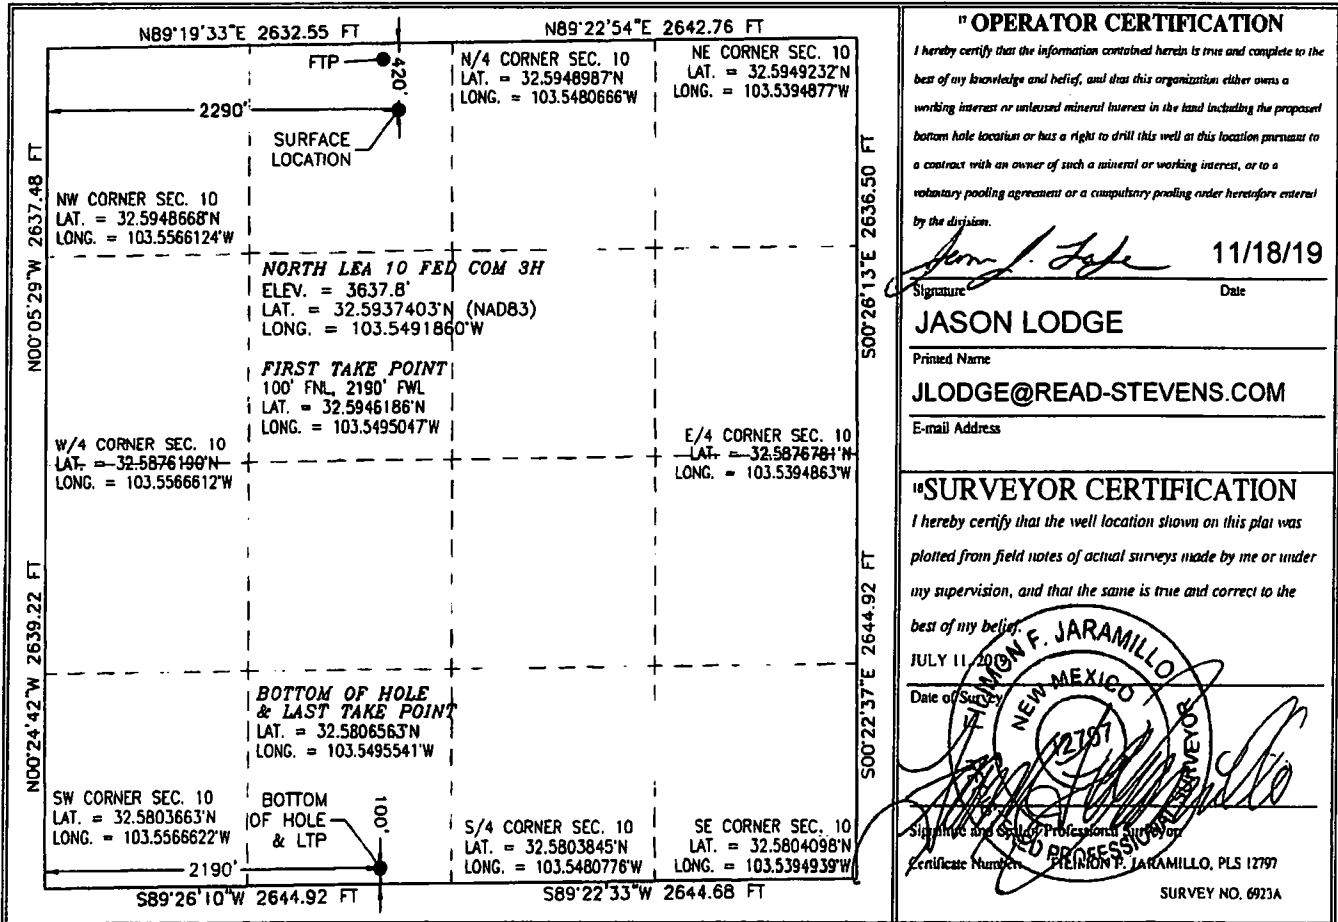 N89°19'33"E 2632.55 FT
N89°22'54"E 2642.76 FT
FTP
420'
2290'
SURFACE
LOCATION
N/4 CORNER SEC. 10
LAT. = 32.5948987°N
LONG. = 103.5480666°W
NE CORNER SEC. 10
LAT. = 32.5949232°N
LONG. = 103.5394877°W
N00°05'29"W 2637.48 FT
S00°26'13"E 2636.50 FT
NW CORNER SEC. 10
LAT. = 32.5948668°N
LONG. = 103.5566124°W
NORTH LEA 10 FED COM 3H
ELEV. = 3637.8'
LAT. = 32.5937403°N (NAD83)
LONG. = 103.5491860°W
FIRST TAKE POINT
100' FNL, 2190' FWL
LAT. = 32.5946186°N
LONG. = 103.5495047°W
W/4 CORNER SEC. 10
LAT. = 32.5876190°N
LONG. = 103.5566612°W
E/4 CORNER SEC. 10
LAT. = 32.5876781°N
LONG. = 103.5394863°W
N00°24'42"W 2639.22 FT
S00°22'37"E 2644.92 FT
BOTTOM OF HOLE
& LAST TAKE POINT
LAT. = 32.5806563°N
LONG. = 103.5495541°W
SW CORNER SEC. 10
LAT. = 32.5803663°N
LONG. = 103.5566622°W
BOTTOM
OF HOLE
& LTP
100'
2190'
S/4 CORNER SEC. 10
LAT. = 32.5803845°N
LONG. = 103.5480776°W
SE CORNER SEC. 10
LAT. = 32.5804098°N
LONG. = 103.5394939°W
S89°26'10"W 2644.92 FT
S89°22'33"W 2644.68 FT
17 OPERATOR CERTIFICATION
I hereby certify that the information contained herein is true and complete to the
best of my knowledge and belief, and that this organization either owns a
working interest or unleased mineral interest in the land including the proposed
bottom hole location or has a right to drill this well at this location pursuant to
a contract with an owner of such a mineral or working interest, or to a
voluntary pooling agreement or a compulsory pooling order heretofore entered
by the division.
11/18/19
Signature Date
JASON LODGE
Printed Name
JLODGE@READ-STEVENS.COM
E-mail Address
18 SURVEYOR CERTIFICATION
I hereby certify that the well location shown on this plat was
plotted from field notes of actual surveys made by me or under
my supervision, and that the same is true and correct to the
best of my belief.
JULY 11, 2019
Date of Survey
FILIMON F. JARAMILLO
NEW MEXICO
12797
PROFESSIONAL SURVEYOR
Signature and Seal of Professional Surveyor
Certificate Number FILIMON F. JARAMILLO, PLS 12797
SURVEY NO. 6923A